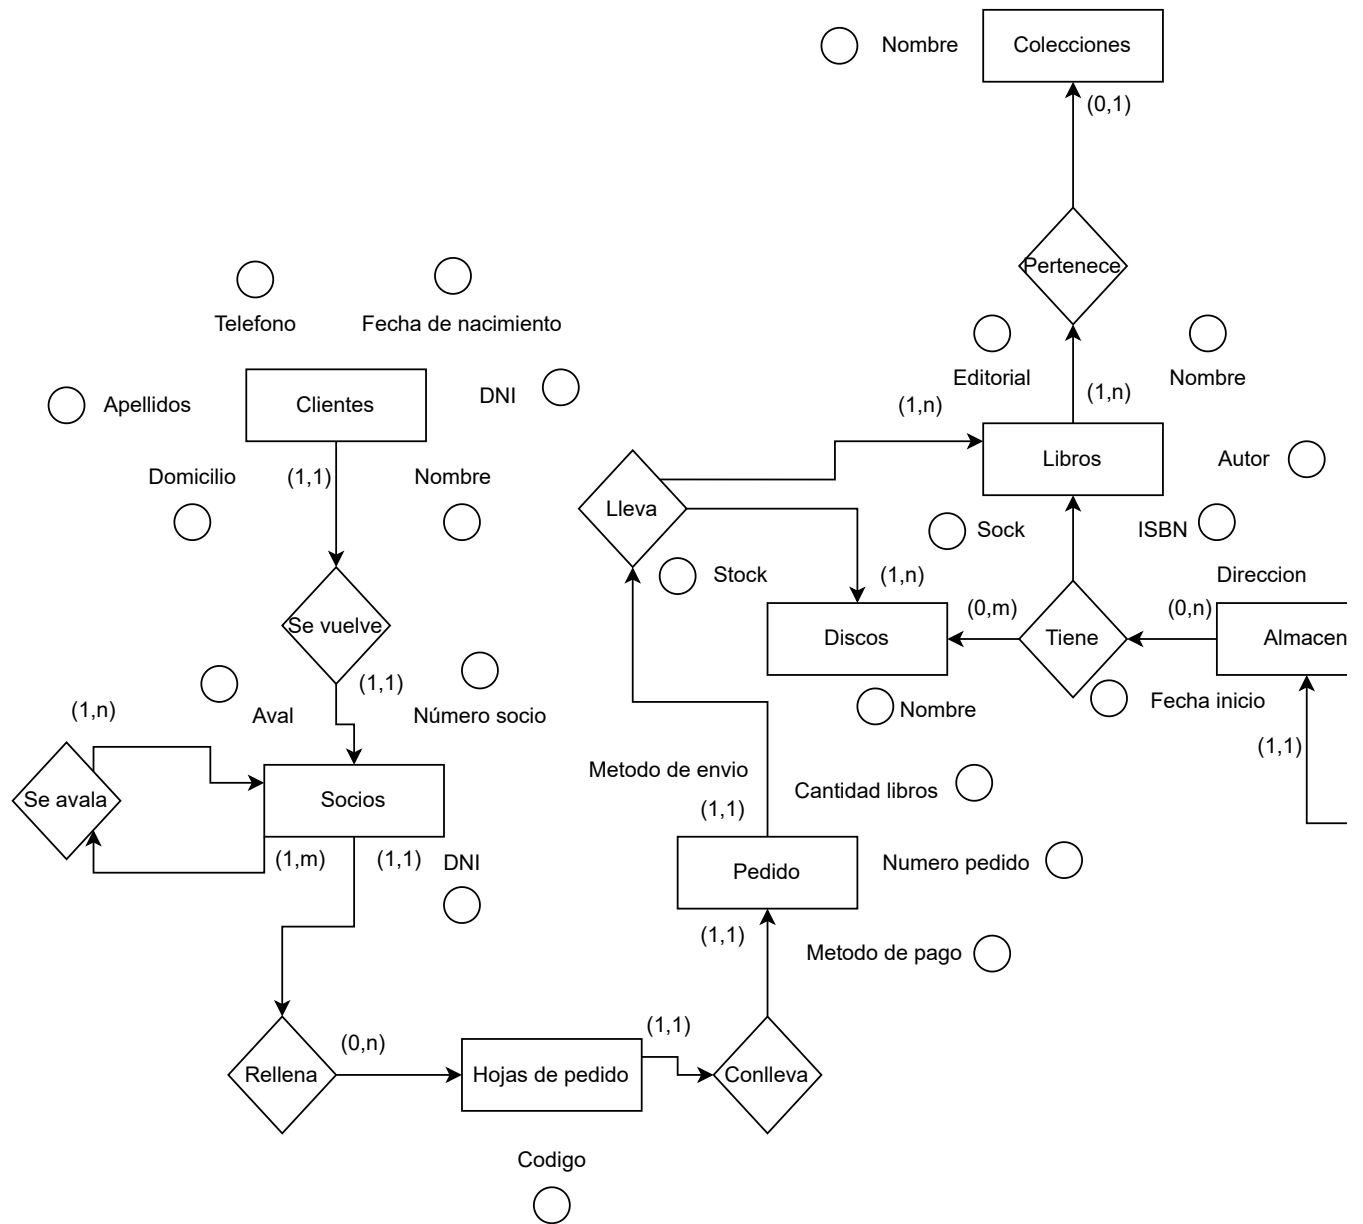 Nombre
Colecciones
(0,1)
Pertenece
Telefono
Fecha de nacimiento
Editorial
Nombre
Apellidos
Clientes
DNI
(1,n)
(1,n)
Domicilio
(1,1)
Nombre
Libros
Autor
Lleva
Sock
ISBN
Stock
(1,n)
Direccion
Se vuelve
Discos
(0,m)
Tiene
(0,n)
Almacen
(1,1)
Aval
Número socio
Nombre
Fecha inicio
(1,n)
(1,1)
Se avala
Socios
Metodo de envio
Cantidad libros
(1,1)
(1,m)
(1,1)
DNI
Pedido
Numero pedido
(1,1)
Metodo de pago
(0,n)
(1,1)
Rellena
Hojas de pedido
Conlleva
Codigo